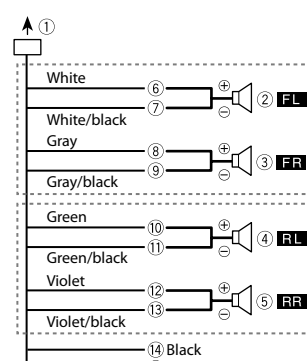 ①
White
⑥ ⊕
② FL
⑦
White/black ⊖
Gray
⑧ ⊕
③ FR
⑨
Gray/black ⊖
Green
⑩ ⊕
④ RL
⑪
Green/black ⊖
Violet
⑫ ⊕
⑤ RR
⑬
Violet/black ⊖
⑭ Black